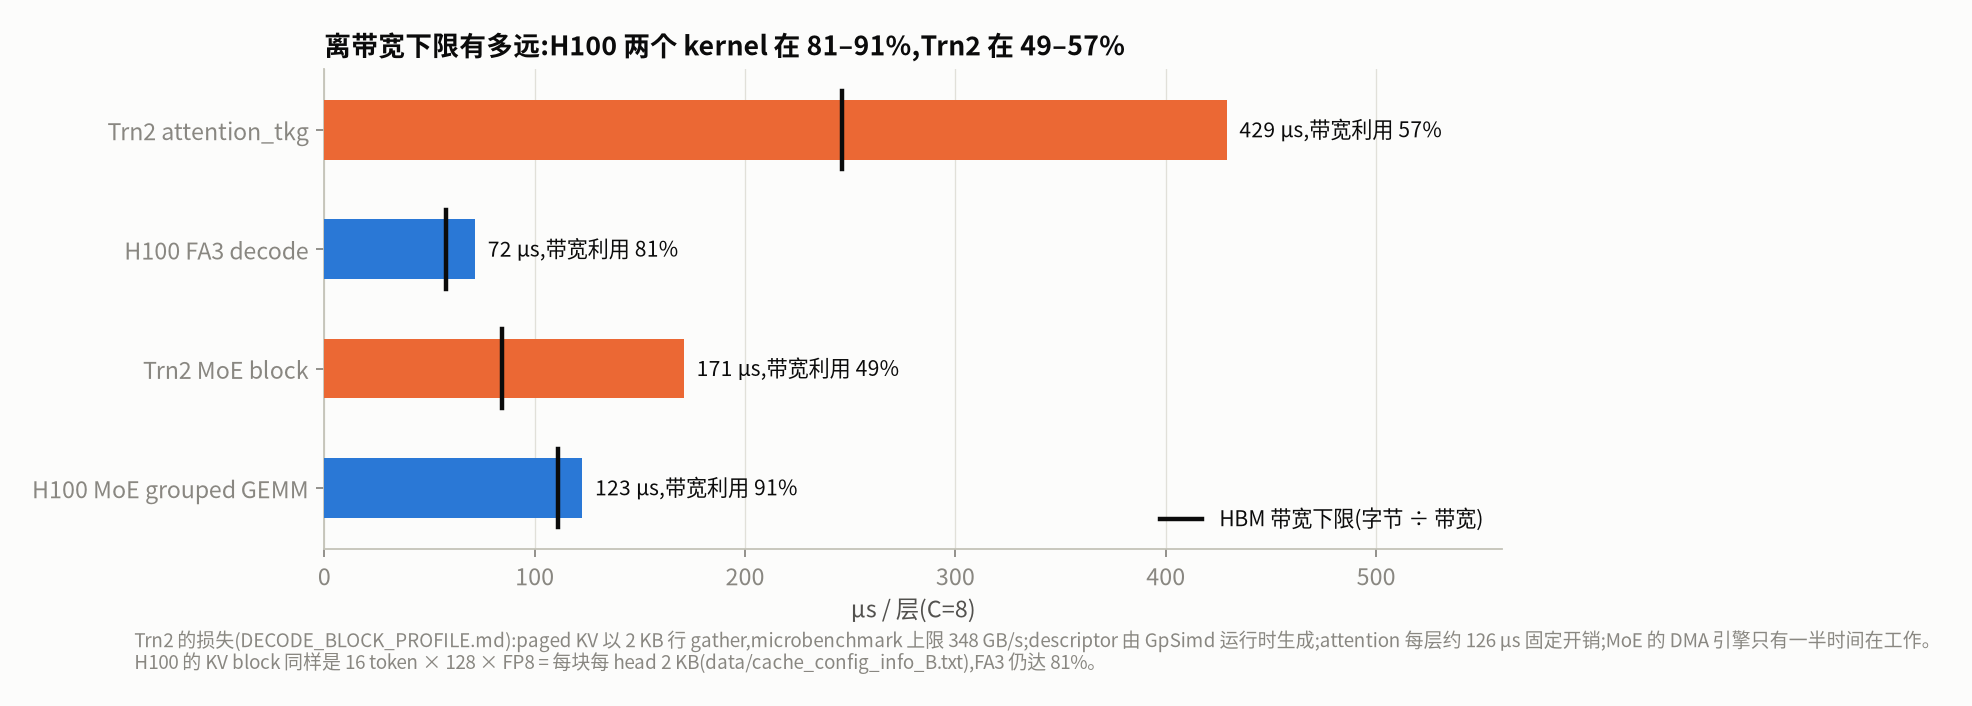 离带宽下限有多远:H100 两个 kernel 在 81–91%,Trn2 在 49–57%
Trn2 attention_tkg
429 µs,带宽利用 57%
H100 FA3 decode
72 µs,带宽利用 81%
Trn2 MoE block
171 µs,带宽利用 49%
H100 MoE grouped GEMM
123 µs,带宽利用 91%
HBM 带宽下限(字节 ÷ 带宽)
0 100 200 300 400 500
µs / 层(C=8)
Trn2 的损失(DECODE_BLOCK_PROFILE.md):paged KV 以 2 KB 行 gather,microbenchmark 上限 348 GB/s;descriptor 由 GpSimd 运行时生成;attention 每层约 126 µs 固定开销;MoE 的 DMA 引擎只有一半时间在工作。
H100 的 KV block 同样是 16 token × 128 × FP8 = 每块每 head 2 KB(data/cache_config_info_B.txt),FA3 仍达 81%。